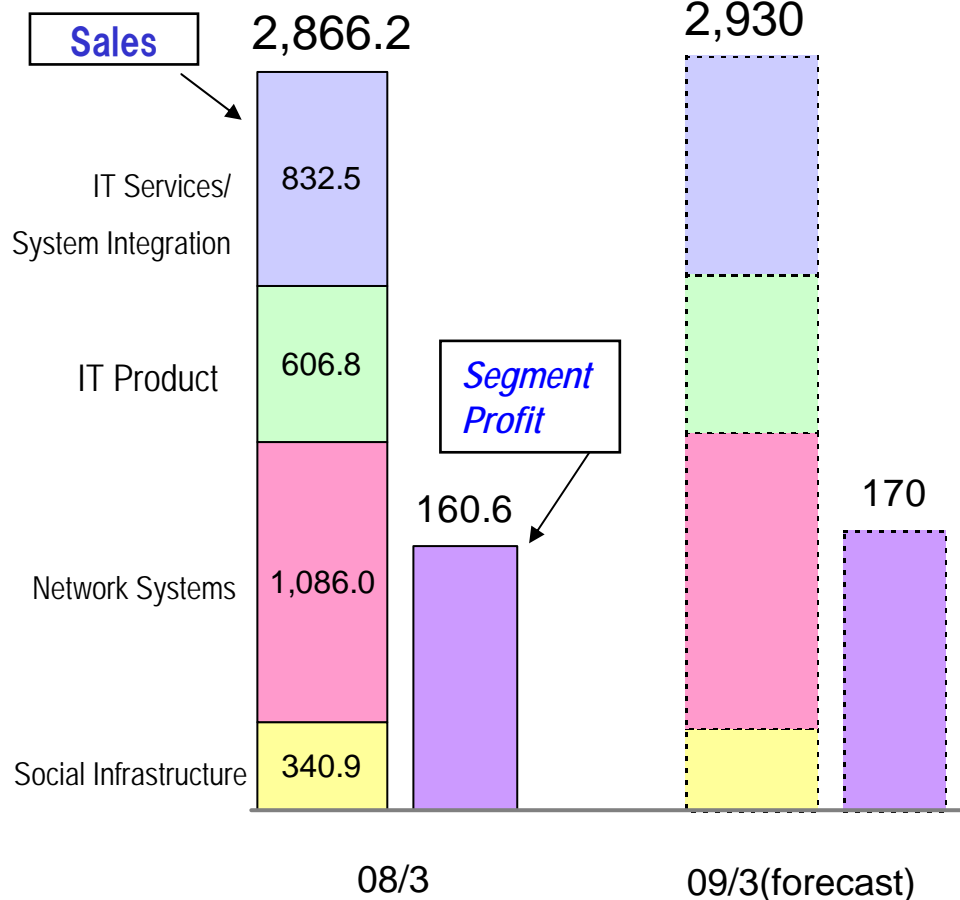 Sales
2,866.2
2,930
IT Services/
System Integration
832.5
IT Product
606.8
Segment
Profit
160.6
170
Network Systems
1,086.0
Social Infrastructure
340.9
08/3
09/3(forecast)